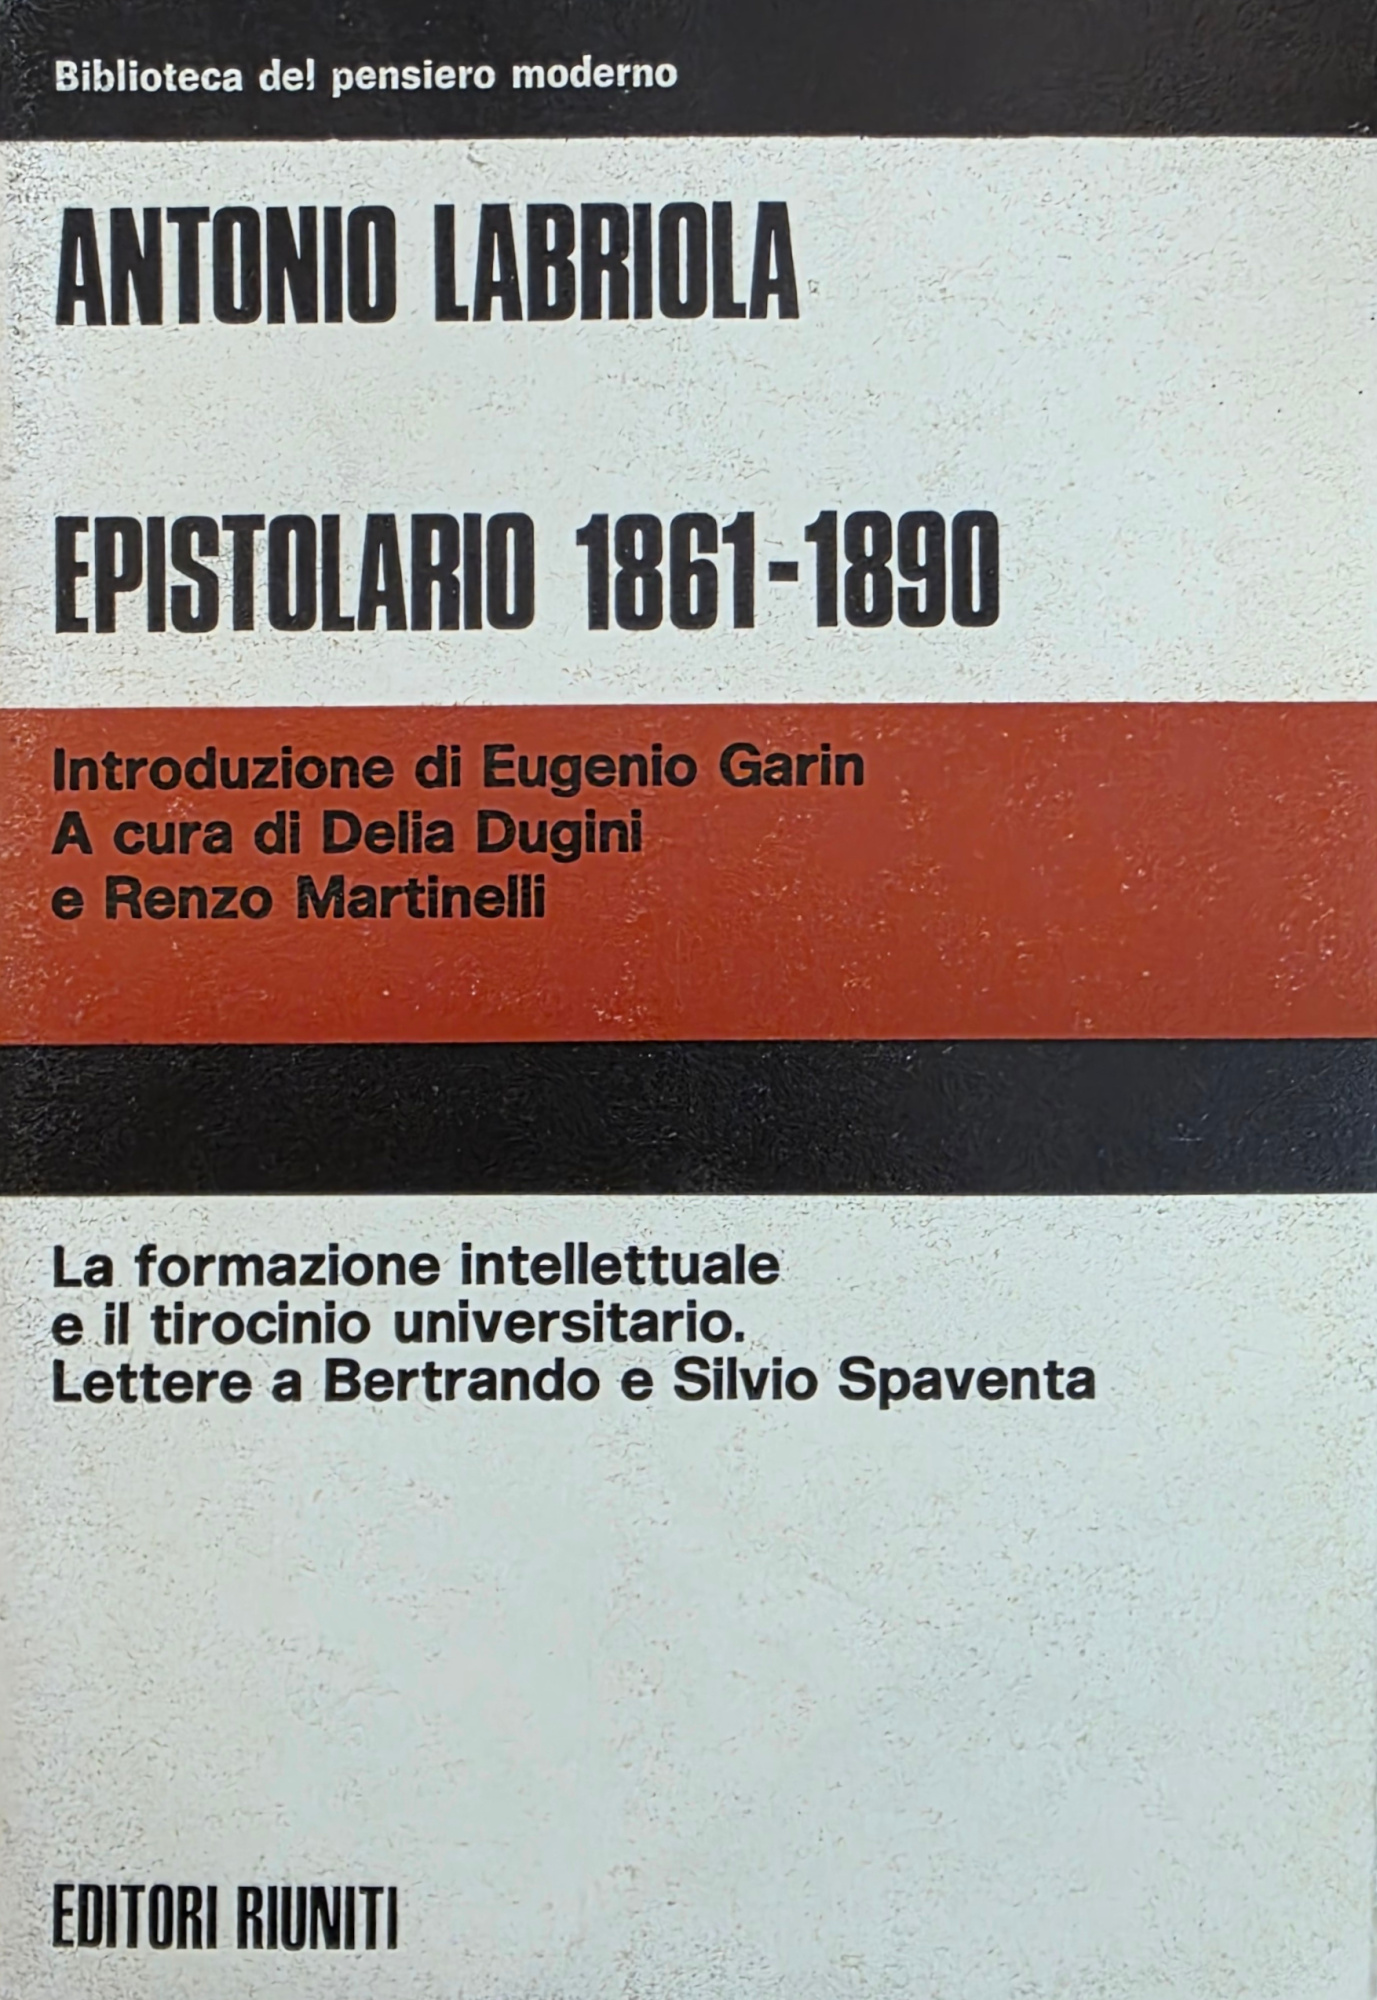 Biblioteca del pensiero moderno
ANTONIO LABRIOLA
EPISTOLARIO 1861-1890
Introduzione di Eugenio Garin
A cura di Delia Dugini
e Renzo Martinelli
La formazione intellettuale
e il tirocinio universitario.
Lettere a Bertrando e Silvio Spaventa
EDITORI RIUNITI